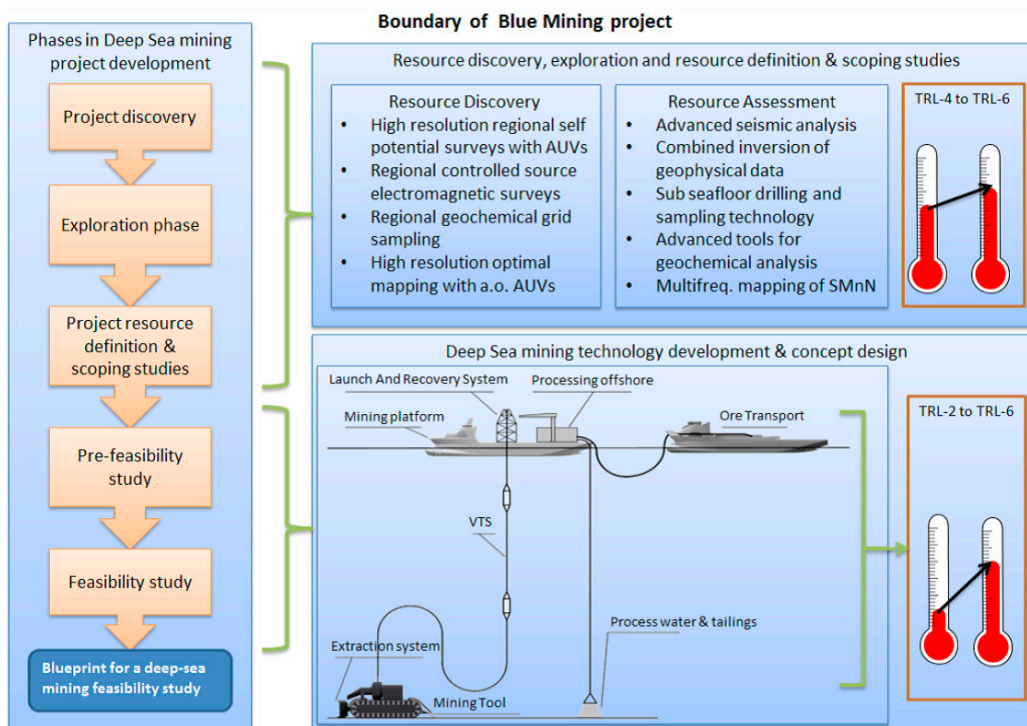 Boundary of Blue Mining project
Phases in Deep Sea mining
project development
Project discovery
Exploration phase
Project resource
definition &
scoping studies
Pre-feasibility
study
Feasibility study
Blueprint for a deep-sea
mining feasibility study
Resource discovery, exploration and resource definition & scoping studies
Resource Discovery
• High resolution regional self
potential surveys with AUVs
• Regional controlled source
electromagnetic surveys
• Regional geochemical grid
sampling
• High resolution optimal
mapping with a.o. AUVs
Resource Assessment
• Advanced seismic analysis
• Combined inversion of
geophysical data
• Sub seafloor drilling and
sampling technology
• Advanced tools for
geochemical analysis
• Multifreq. mapping of SMnN
TRL-4 to TRL-6
Deep Sea mining technology development & concept design
Launch And Recovery System
Processing offshore
Mining platform
Ore Transport
VTS
Process water & tailings
Extraction system
Mining Tool
TRL-2 to TRL-6